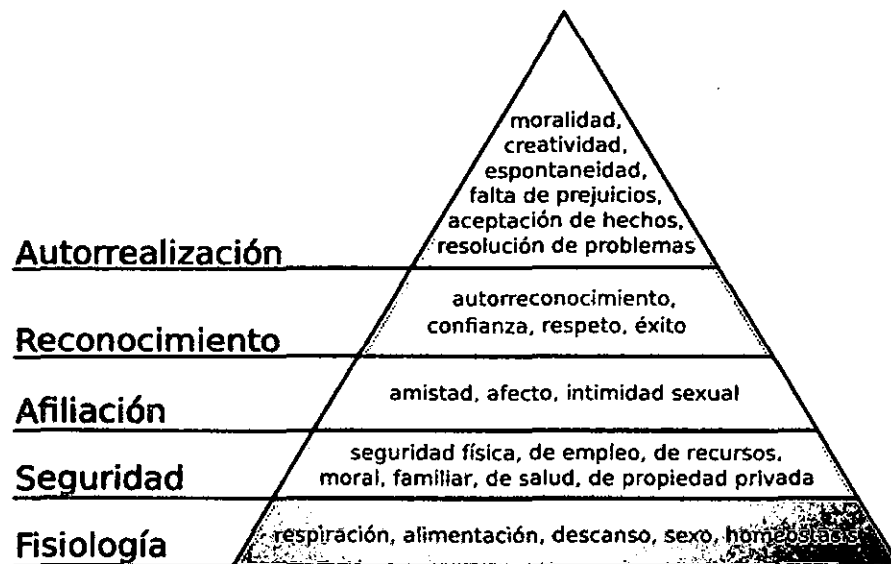 moralidad,
creatividad,
espontaneidad,
falta de prejuicios,
aceptación de hechos,
resolución de problemas
Autorrealización
autorreconocimiento,
confianza, respeto, éxito
Reconocimiento
amistad, afecto, intimidad sexual
Afiliación
seguridad física, de empleo, de recursos,
moral, familiar, de salud, de propiedad privada
Seguridad
respiración, alimentación, descanso, sexo, homeostasis
Fisiología